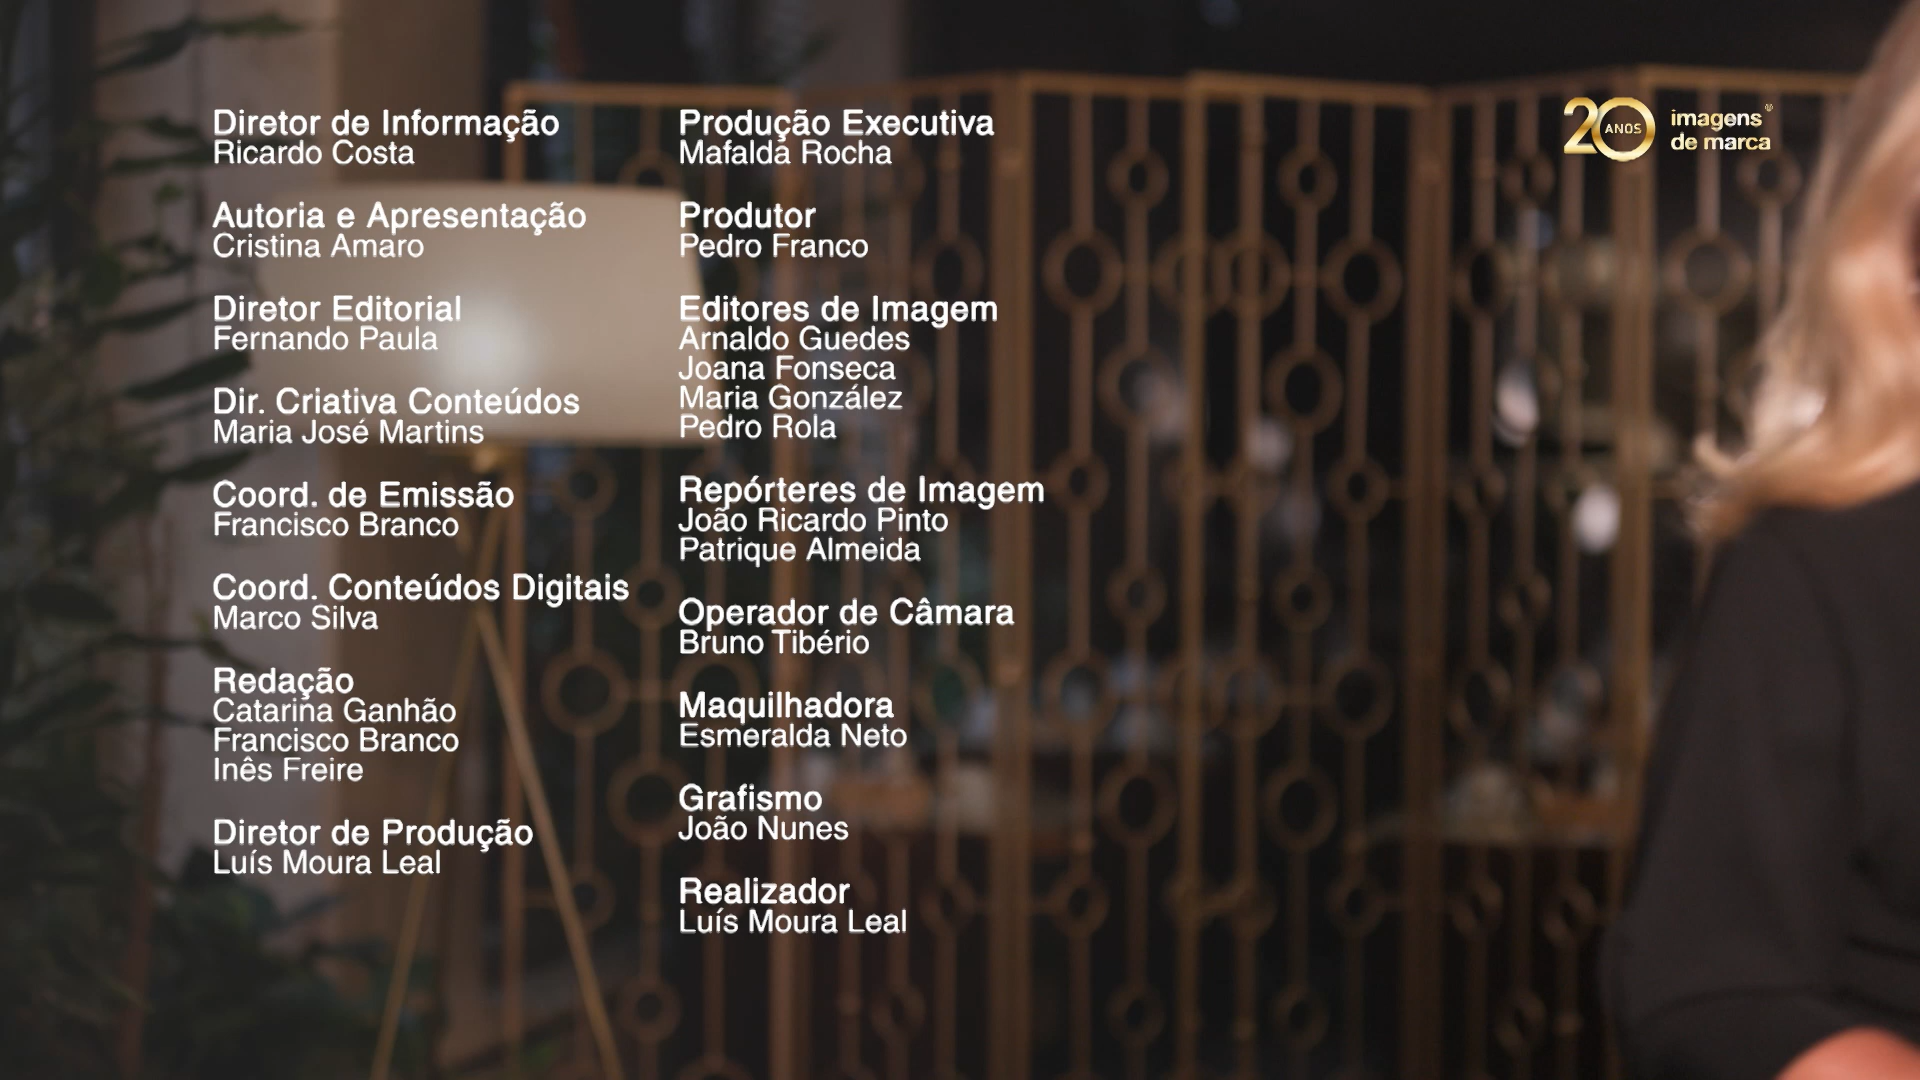 Diretor de Informação
Ricardo Costa
Autoria e Apresentação
Cristina Amaro
Diretor Editorial
Fernando Paula
Dir. Criativa Conteúdos
Maria José Martins
Coord. de Emissão
Francisco Branco
Coord. Conteúdos Digitais
Marco Silva
Redação
Catarina Ganhão
Francisco Branco
Inês Freire
Diretor de Produção
Luís Moura Leal
Produção Executiva
Mafalda Rocha
Produtor
Pedro Franco
Editores de Imagem
Arnaldo Guedes
Joana Fonseca
Maria González
Pedro Rola
Repórteres de Imagem
João Ricardo Pinto
Patrique Almeida
Operador de Câmara
Bruno Tibério
Maquilhadora
Esmeralda Neto
Grafismo
João Nunes
Realizador
Luís Moura Leal
20 ANOS
imagens®
de marca